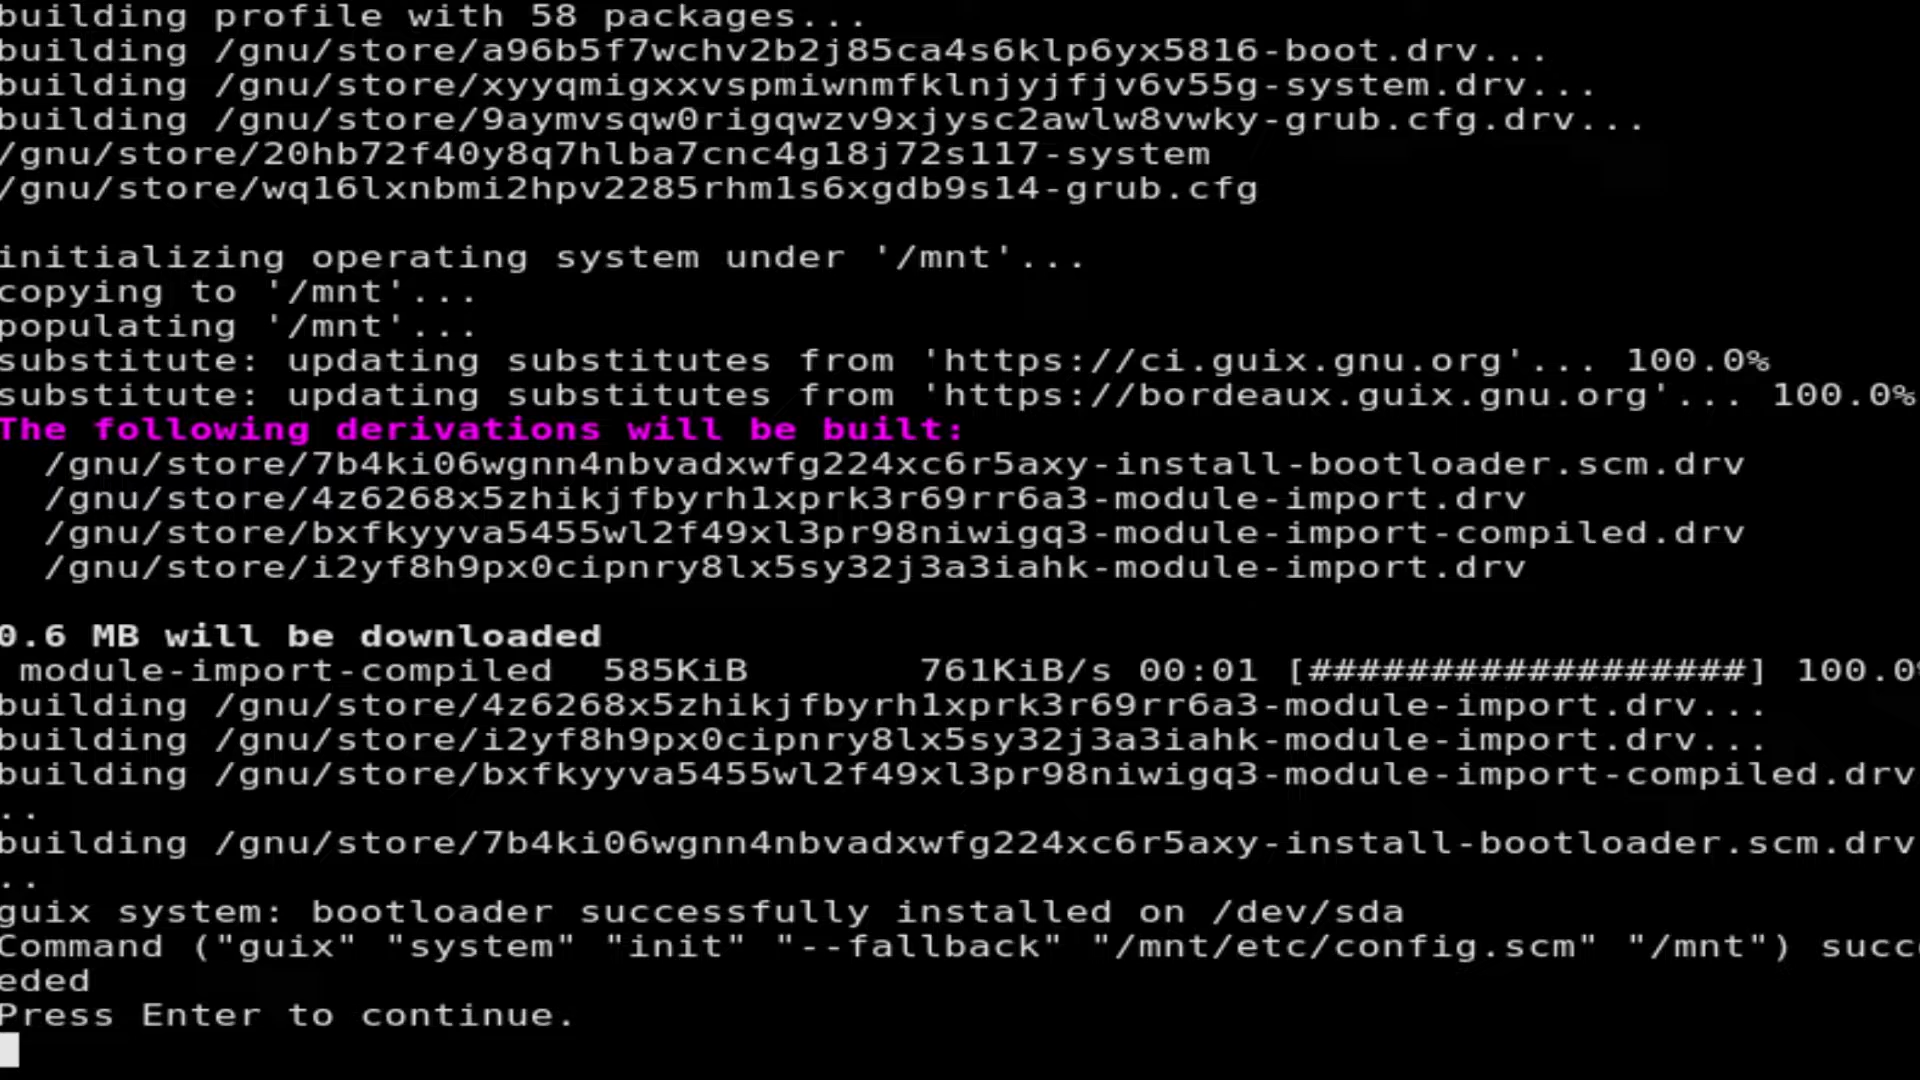 building profile with 58 packages...
building /gnu/store/a96b5f7wchv2b2j85ca4s6klp6yx5816-boot.drv...
building /gnu/store/xyyqmigxxvspmiwnmfklnjyjfjv6v55g-system.drv...
building /gnu/store/9aymvsqw0rigqwzv9xjysc2awlw8vwky-grub.cfg.drv...
/gnu/store/20hb72f40y8q7hlba7cnc4g18j72s117-system
/gnu/store/wq16lxnbmi2hpv2285rhm1s6xgdb9s14-grub.cfg
initializing operating system under '/mnt'...
copying to '/mnt'...
populating '/mnt'...
substitute: updating substitutes from 'https://ci.guix.gnu.org'... 100.0%
substitute: updating substitutes from 'https://bordeaux.guix.gnu.org'... 100.0%
The following derivations will be built:
/gnu/store/7b4ki06wgnn4nbvadxwfg224xc6r5axy-install-bootloader.scm.drv
/gnu/store/4z6268x5zhikjfbyrh1xprk3r69rr6a3-module-import.drv
/gnu/store/bxfkyyva5455wl2f49xl3pr98niwigq3-module-import-compiled.drv
/gnu/store/i2yf8h9px0cipnry8lx5sy32j3a3iahk-module-import.drv
0.6 MB will be downloaded
module-import-compiled 585KiB 761KiB/s 00:01 [##################] 100.0%
building /gnu/store/4z6268x5zhikjfbyrh1xprk3r69rr6a3-module-import.drv...
building /gnu/store/i2yf8h9px0cipnry8lx5sy32j3a3iahk-module-import.drv...
building /gnu/store/bxfkyyva5455wl2f49xl3pr98niwigq3-module-import-compiled.drv
..
building /gnu/store/7b4ki06wgnn4nbvadxwfg224xc6r5axy-install-bootloader.scm.drv
..
guix system: bootloader successfully installed on /dev/sda
Command ("guix" "system" "init" "--fallback" "/mnt/etc/config.scm" "/mnt") succe
eded
Press Enter to continue.